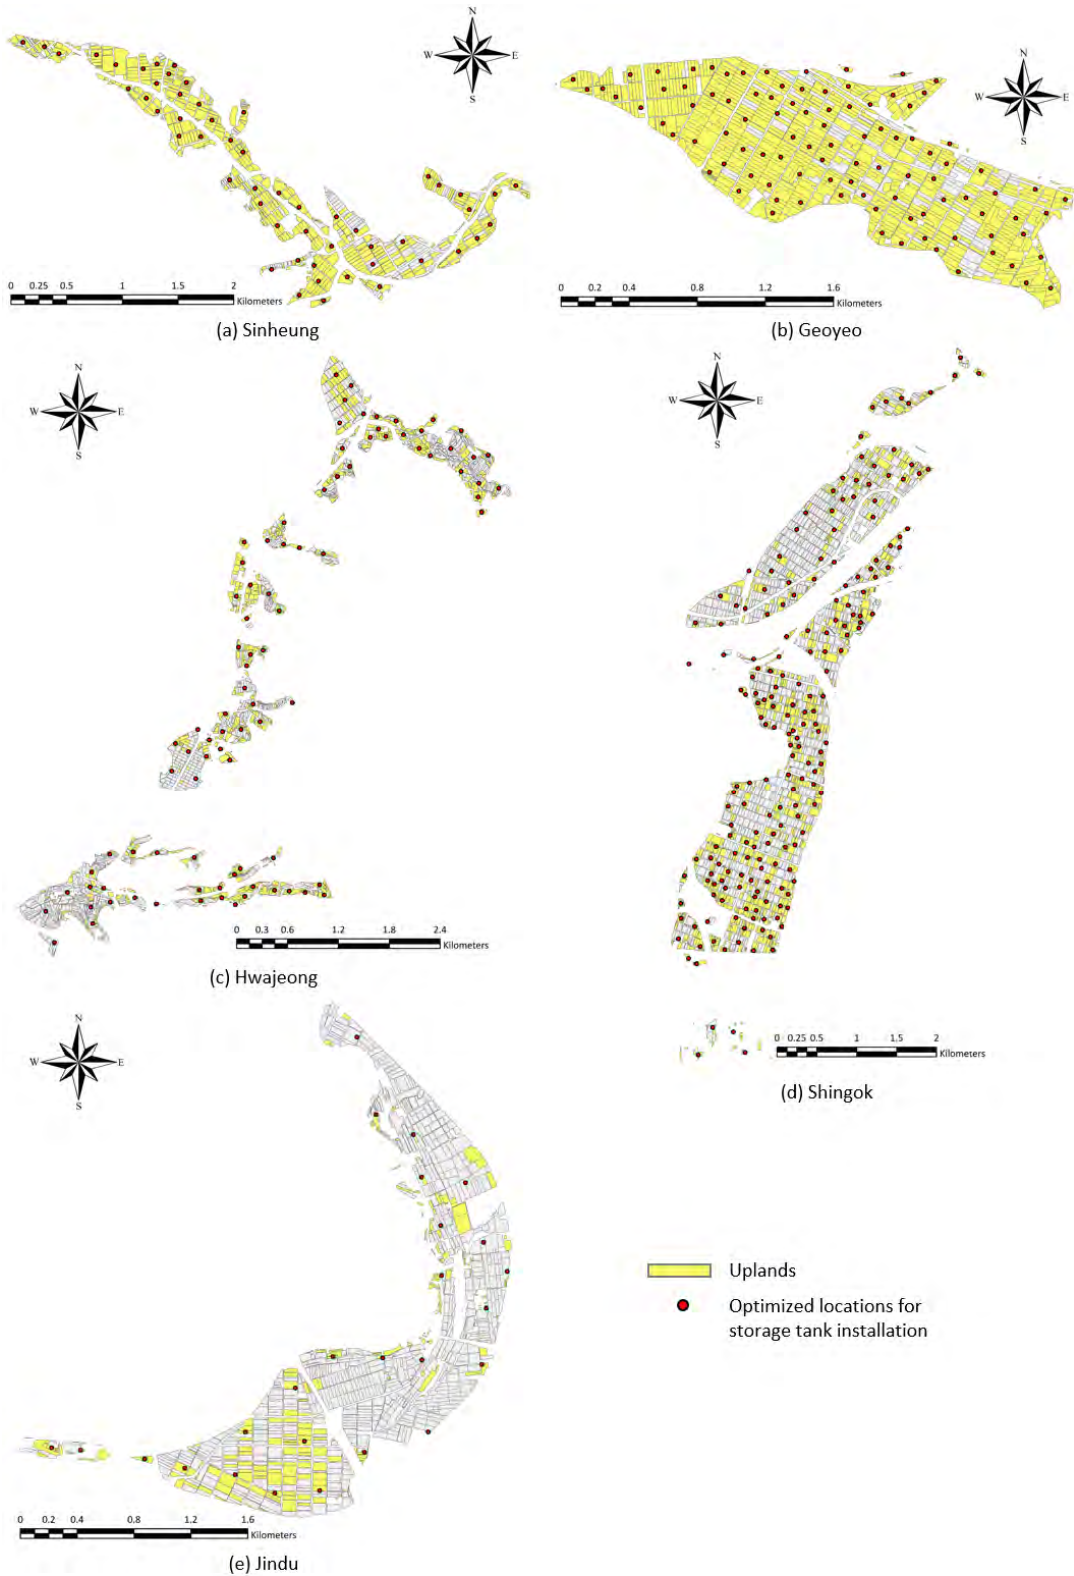 N
W E
S
0 0.25 0.5 1 1.5 2
Kilometers
(a) Sinheung
N
W E
S
0 0.2 0.4 0.8 1.2 1.6
Kilometers
(b) Geoyeo
N
W E
S
0 0.3 0.6 1.2 1.8 2.4
Kilometers
(c) Hwajeong
N
W E
S
0 0.25 0.5 1 1.5 2
Kilometers
(d) Shingok
N
W E
S
0 0.2 0.4 0.8 1.2 1.6
Kilometers
(e) Jindu
Uplands
Optimized locations for
storage tank installation